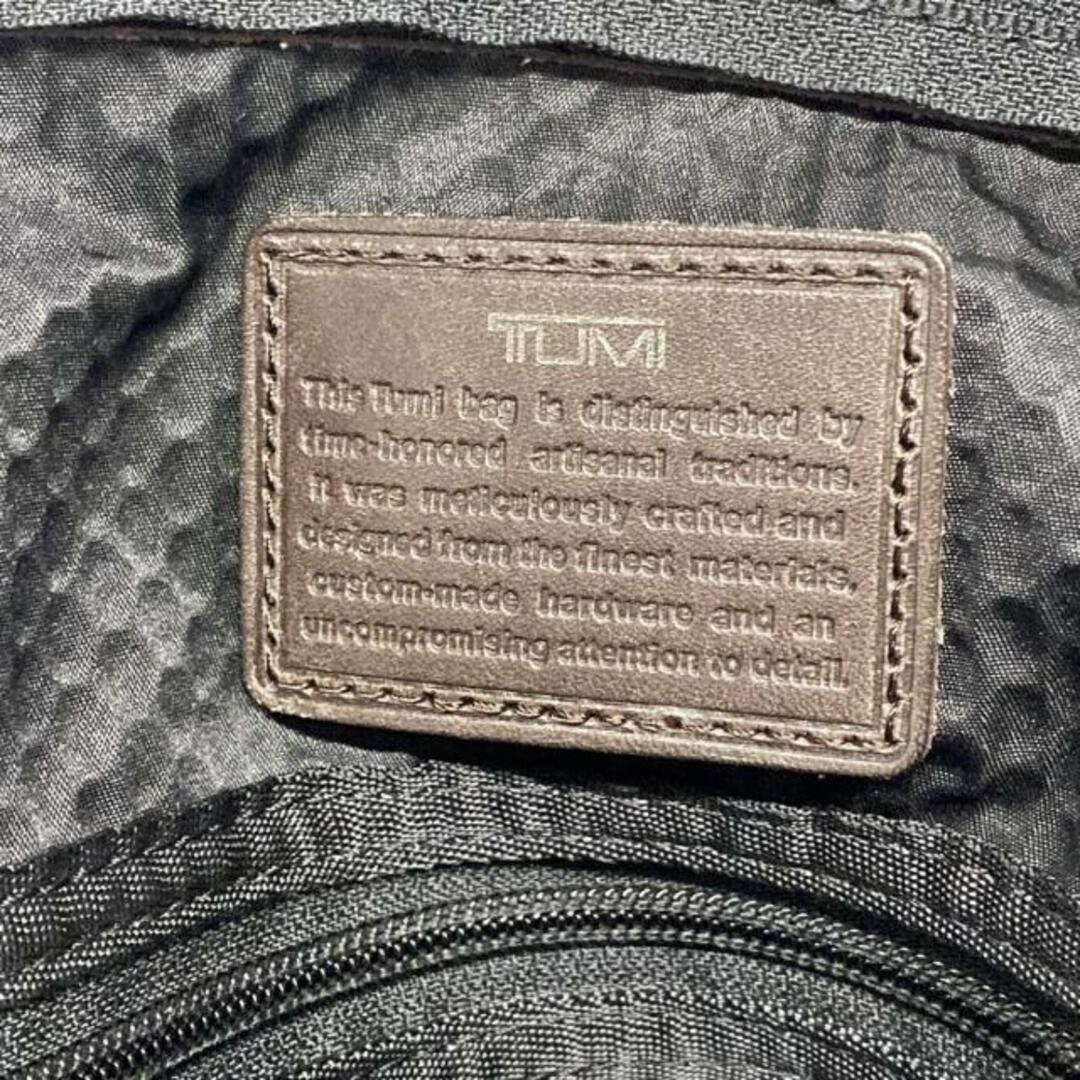 TUMI
This Tumi bag is distinguished by
time-honored artisanal traditions.
It was meticulously crafted and
designed from the finest materials,
custom-made hardware and an
uncompromising attention to detail.